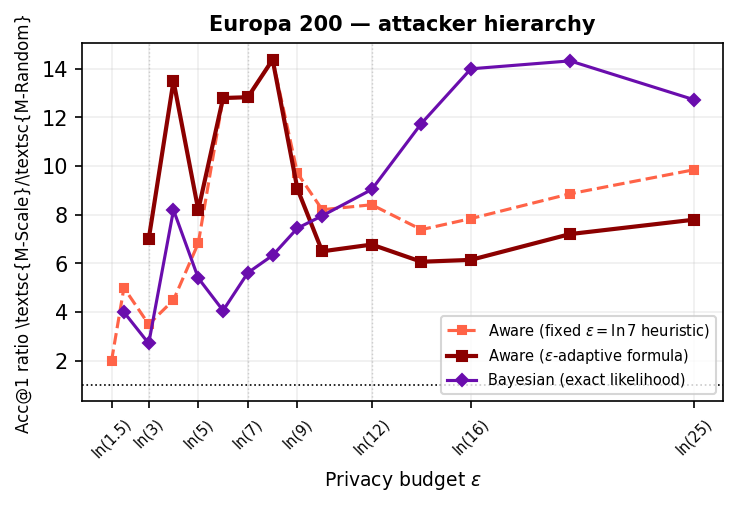 Europa 200 — attacker hierarchy
Acc@1 ratio \textsc{M-Scale}/\textsc{M-Random}
14
12
10
8
6
4
2
Aware (fixed ε = ln 7 heuristic)
Aware (ε-adaptive formula)
Bayesian (exact likelihood)
ln(1.5) ln(3) ln(5) ln(7) ln(9) ln(12) ln(16) ln(25)
Privacy budget ε